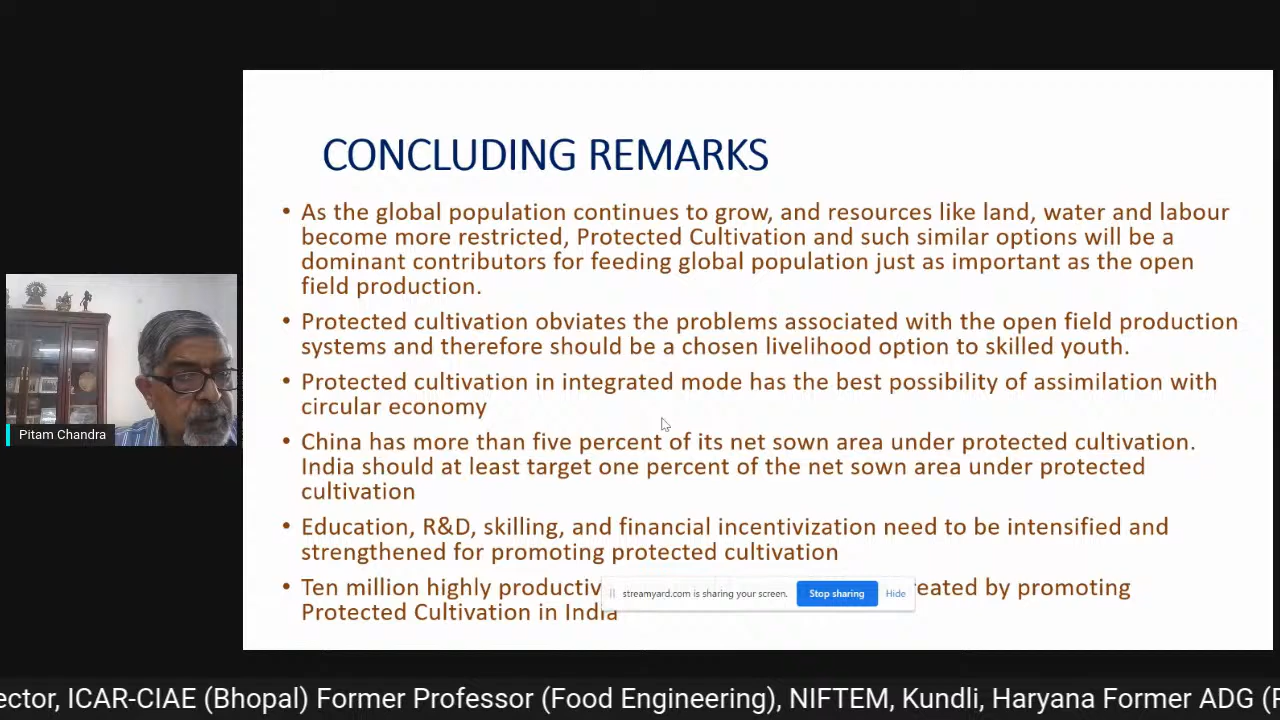 CONCLUDING REMARKS
• As the global population continues to grow, and resources like land, water and labour
become more restricted, Protected Cultivation and such similar options will be a
dominant contributors for feeding global population just as important as the open
field production.
• Protected cultivation obviates the problems associated with the open field production
systems and therefore should be a chosen livelihood option to skilled youth.
• Protected cultivation in integrated mode has the best possibility of assimilation with
circular economy
• China has more than five percent of its net sown area under protected cultivation.
India should at least target one percent of the net sown area under protected
cultivation
• Education, R&D, skilling, and financial incentivization need to be intensified and
strengthened for promoting protected cultivation
• Ten million highly by promoting
Protected Cultivation in India
streamyard.com is sharing your screen. Stop sharing Hide
Pitam Chandra
ICAR-CIAE (Bhopal) Former Professor (Food Engineering), NIFTEM, Kundli, Haryana Former ADG